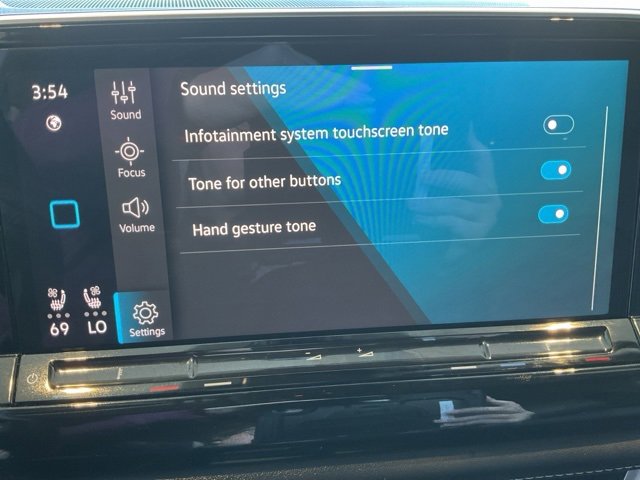 3:54
Sound
Focus
Volume
Settings
69 LO
Sound settings
Infotainment system touchscreen tone
Tone for other buttons
Hand gesture tone
- +